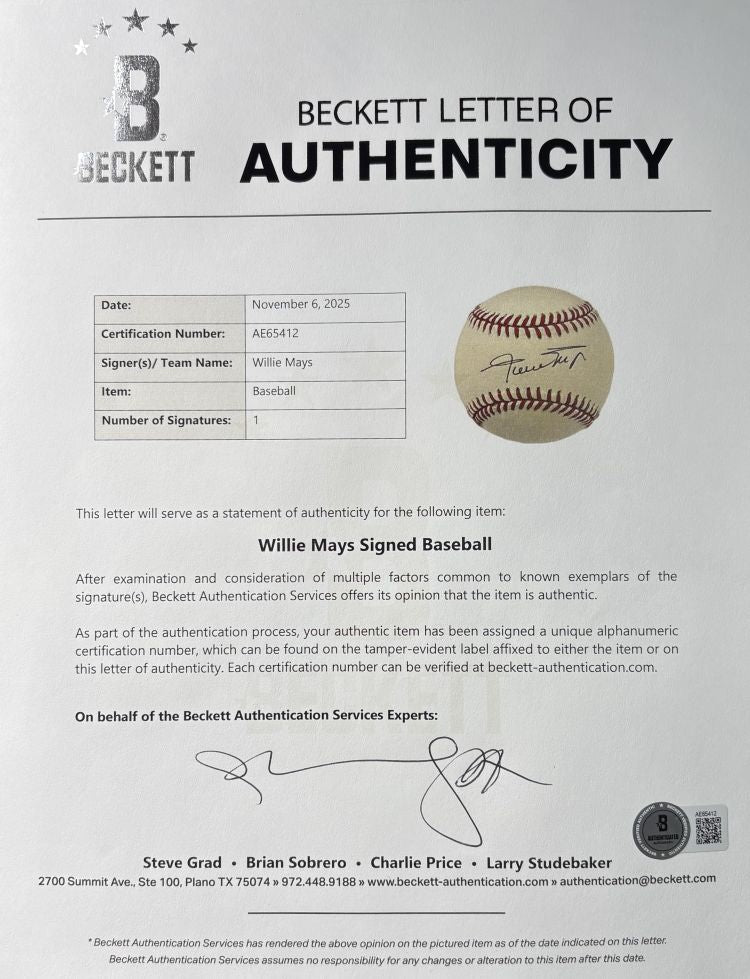 BECKETT
BECKETT LETTER OF
AUTHENTICITY
Date: November 6, 2025
Certification Number: AE65412
Signer(s)/ Team Name: Willie Mays
Item: Baseball
Number of Signatures: 1
Willie Mays
This letter will serve as a statement of authenticity for the following item:
Willie Mays Signed Baseball
After examination and consideration of multiple factors common to known exemplars of the
signature(s), Beckett Authentication Services offers its opinion that the item is authentic.
As part of the authentication process, your authentic item has been assigned a unique alphanumeric
certification number, which can be found on the tamper-evident label affixed to either the item or on
this letter of authenticity. Each certification number can be verified at beckett-authentication.com.
On behalf of the Beckett Authentication Services Experts:
AE65412
B
AUTHENTICATED
Steve Grad • Brian Sobrero • Charlie Price • Larry Studebaker
2700 Summit Ave., Ste 100, Plano TX 75074 » 972.448.9188 » www.beckett-authentication.com » authentication@beckett.com
* Beckett Authentication Services has rendered the above opinion on the pictured item as of the date indicated on this letter.
Beckett Authentication Services assumes no responsibility for any changes or alteration to this item after this date.